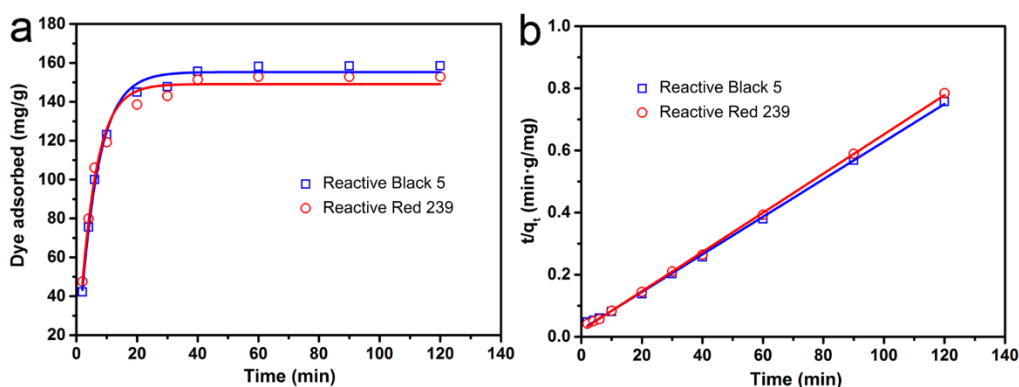 a
Dye adsorbed (mg/g)
200
180
160
140
120
100
80
60
40
20
Reactive Black 5
Reactive Red 239
0 20 40 60 80 100 120 140
Time (min)
b
t/qt (min·g/mg)
1.0
0.8
0.6
0.4
0.2
0.0
Reactive Black 5
Reactive Red 239
0 20 40 60 80 100 120 140
Time (min)